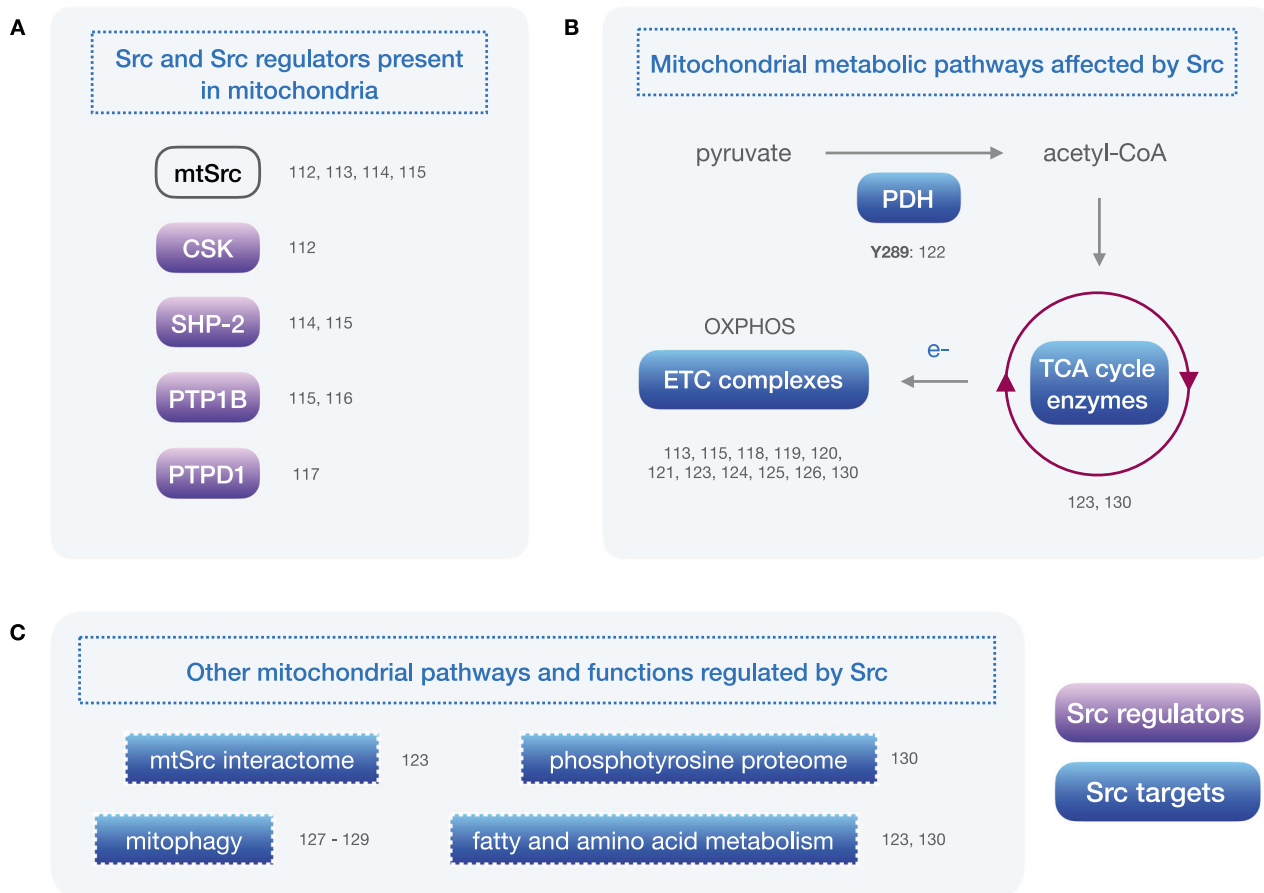 A
Src and Src regulators present
in mitochondria
mtSrc 112, 113, 114, 115
CSK 112
SHP-2 114, 115
PTP1B 115, 116
PTPD1 117
B
Mitochondrial metabolic pathways affected by Src
pyruvate acetyl-CoA
PDH
Y289: 122
OXPHOS
ETC complexes
e-
TCA cycle
enzymes
113, 115, 118, 119, 120,
121, 123, 124, 125, 126, 130
123, 130
C
Other mitochondrial pathways and functions regulated by Src
mtSrc interactome 123
phosphotyrosine proteome 130
mitophagy 127 - 129
fatty and amino acid metabolism 123, 130
Src regulators
Src targets